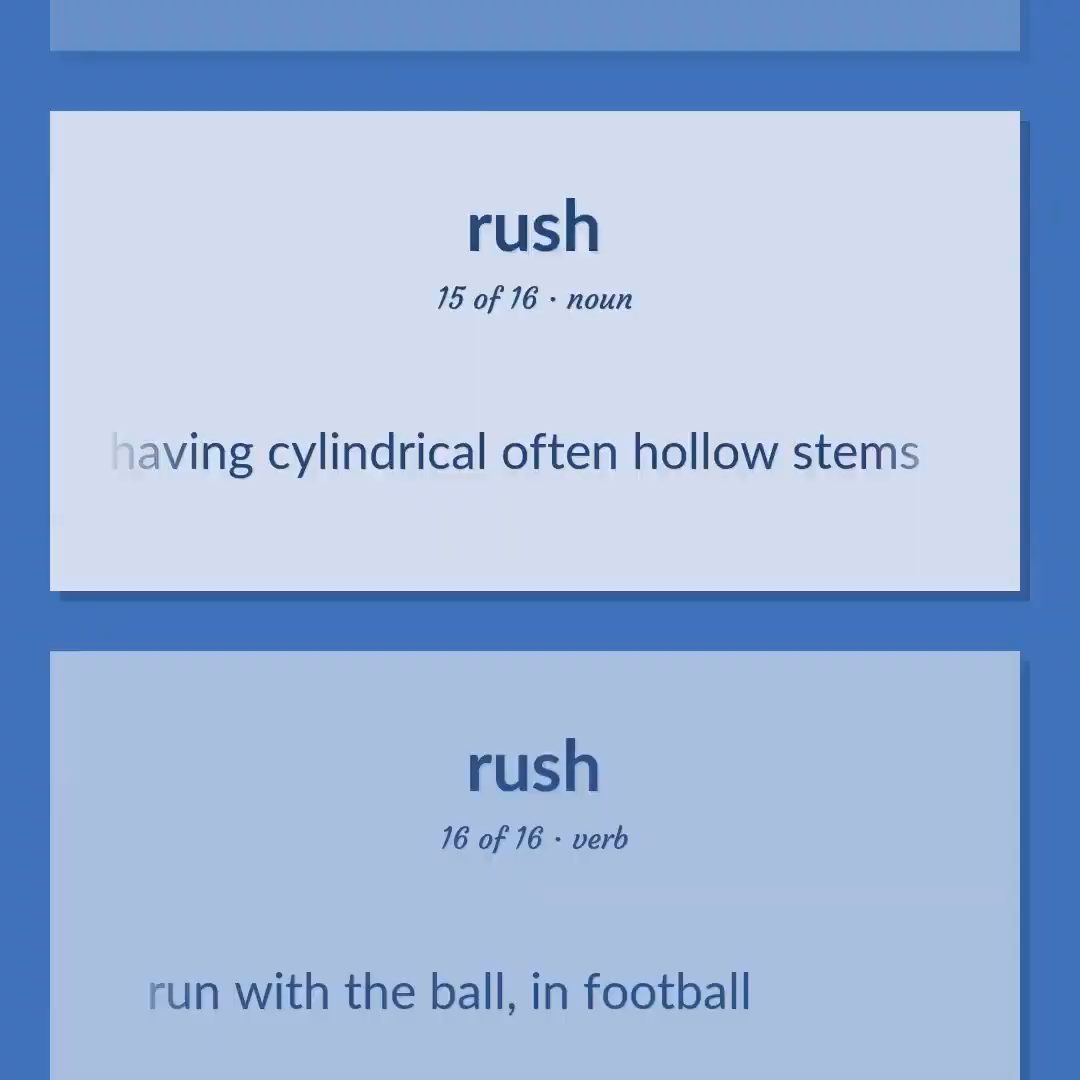 rush
15 of 16 · noun
having cylindrical often hollow stems
rush
16 of 16 · verb
run with the ball, in football